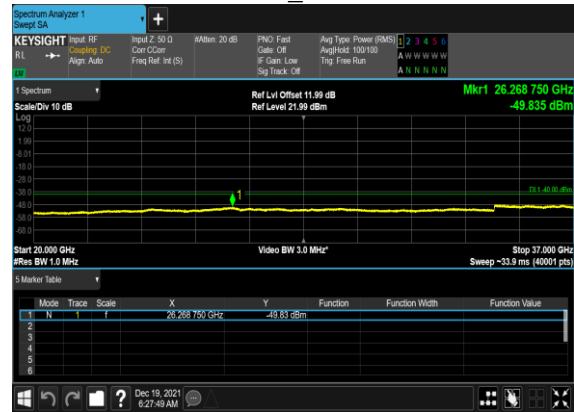 Spectrum Analyzer 1
Swept SA
KEYSIGHT Input: RF Input Z: 50 Ω #Atten: 20 dB PNO: Fast Avg Type: Power (RMS) 1 2 3 4 5 6
RL Coupling: DC Corr CCorr Gate: Off Avg|Hold: 100/100 A W W W W W
Align: Auto Freq Ref: Int (S) IF Gain: Low Trig: Free Run
Sig Track: Off A N N N N N
1 Spectrum Ref Lvl Offset 11.99 dB Mkr1 26.268 750 GHz
Scale/Div 10 dB Ref Level 21.99 dBm -49.835 dBm
Log
12.0
1.99
-8.01
-18.0
-28.0
-38.0 1 DL1 -40.00 dBm
-48.0
-58.0
-68.0
Start 20.000 GHz Video BW 3.0 MHz* Stop 37.000 GHz
#Res BW 1.0 MHz Sweep ~33.9 ms (40001 pts)
5 Marker Table
Mode Trace Scale X Y Function Function Width Function Value
1 N 1 f 26.268 750 GHz -49.83 dBm
2
3
4
5
6
? Dec 19, 2021
6:27:49 AM